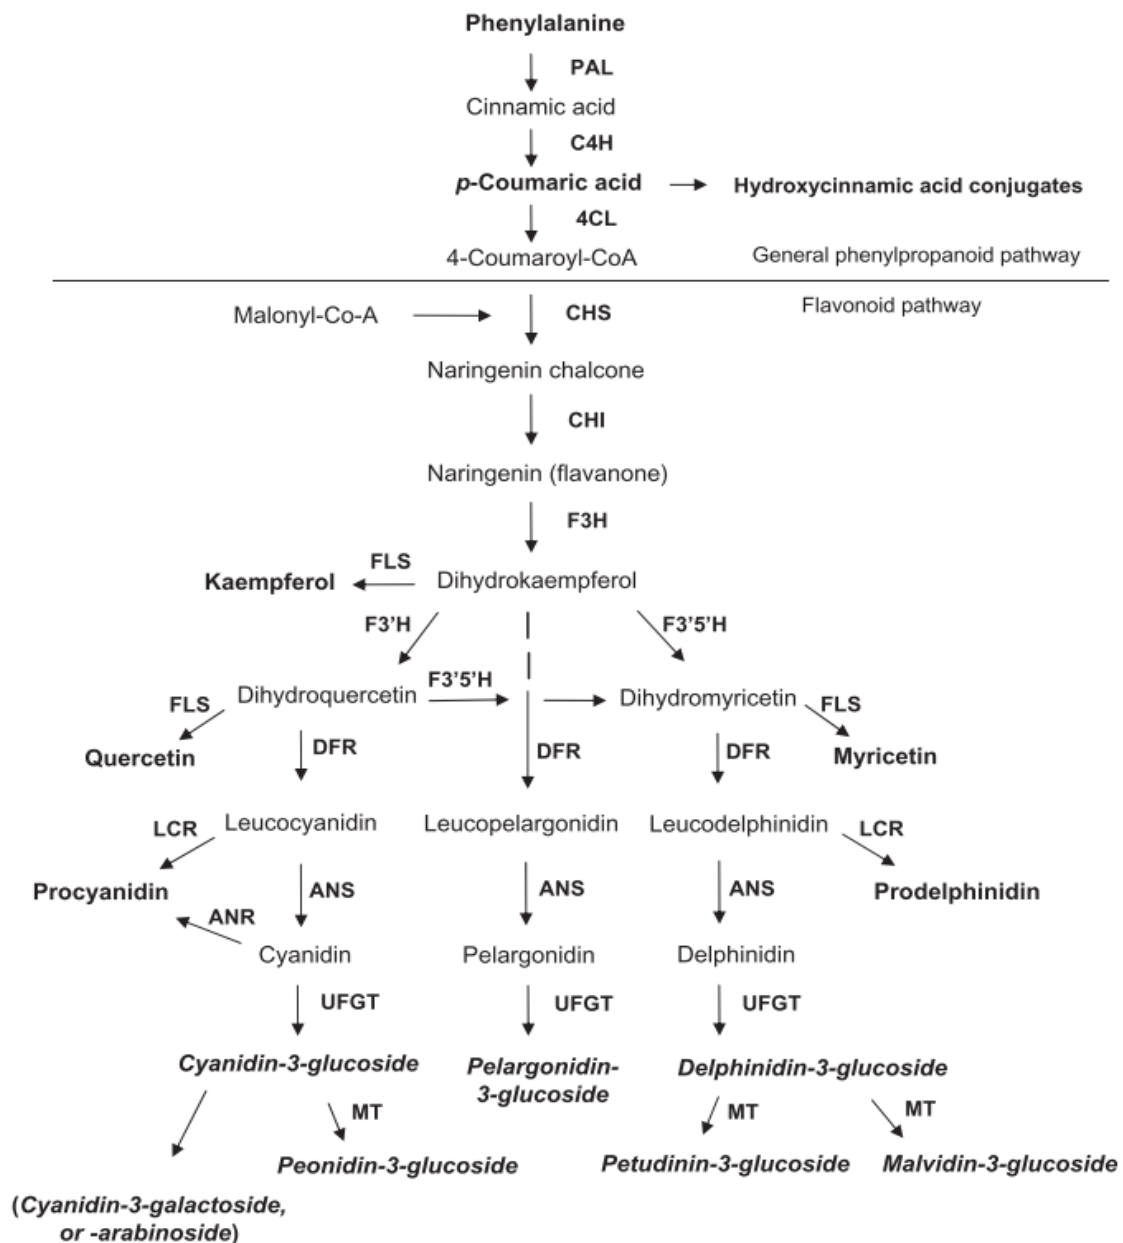 Phenylalanine
PAL
Cinnamic acid
C4H
p-Coumaric acid
Hydroxycinnamic acid conjugates
4CL
4-Coumaroyl-CoA
General phenylpropanoid pathway
Flavonoid pathway
Malonyl-Co-A
CHS
Naringenin chalcone
CHI
Naringenin (flavanone)
F3H
FLS
Kaempferol
Dihydrokaempferol
F3'H
F3'5'H
Dihydroquercetin
F3'5'H
Dihydromyricetin
FLS
FLS
Quercetin
DFR
DFR
DFR
Myricetin
Leucocyanidin
Leucopelargonidin
Leucodelphinidin
LCR
LCR
Procyanidin
ANS
ANS
ANS
Prodelphinidin
ANR
Cyanidin
Pelargonidin
Delphinidin
UFGT
UFGT
UFGT
Cyanidin-3-glucoside
Pelargonidin-
3-glucoside
Delphinidin-3-glucoside
MT
MT
MT
Peonidin-3-glucoside
Petudinin-3-glucoside
Malvidin-3-glucoside
(Cyanidin-3-galactoside,
or -arabinoside)